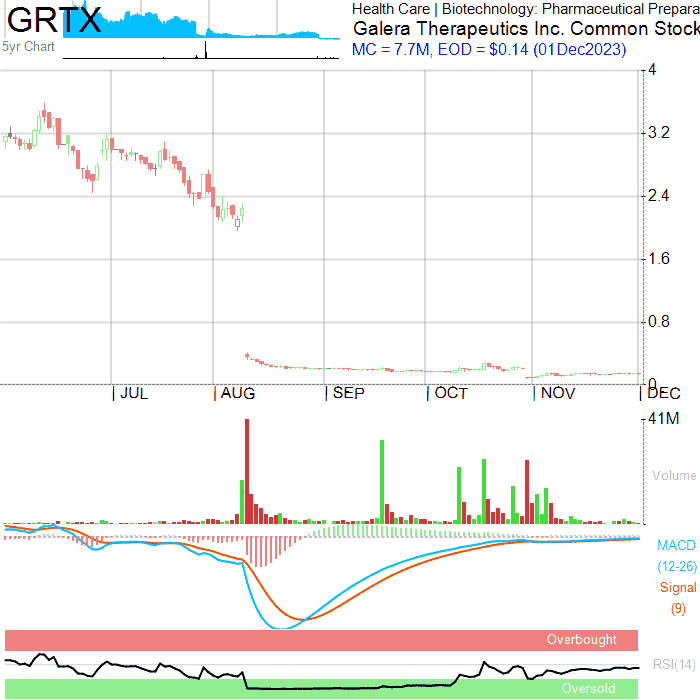 GRTX
5yr Chart
Health Care | Biotechnology: Pharmaceutical Prepara
Galera Therapeutics Inc. Common Stock
MC = 7.7M, EOD = $0.14 (01Dec2023)
4
3.2
2.4
1.6
0.8
0
JUL AUG SEP OCT NOV DEC
41M
Volume
MACD
(12-26)
Signal
(9)
Overbought
RSI(14)
Oversold